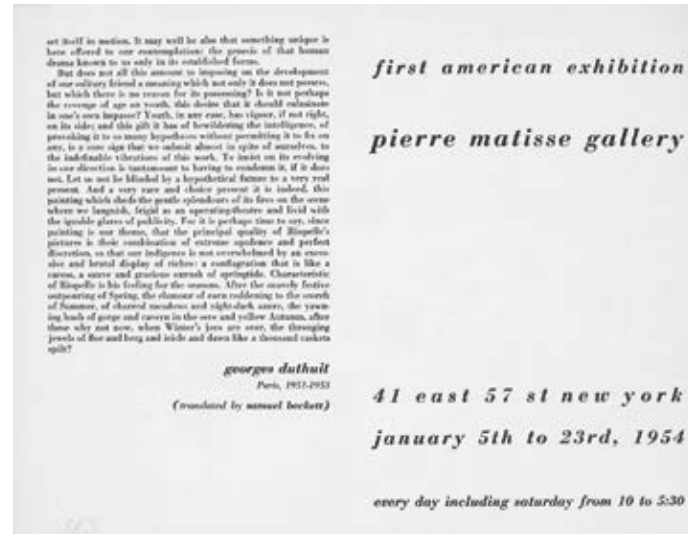 set itself in motion. It may well be also that something unique is
here offered to our contemplation: the genesis of that human
drama known to us only in its established forms.
But does not all this amount to imposing on the development
of our solitary friend a meaning which not only it does not possess,
but which there is no reason for its possessing? Is it not perhaps
the revenge of age on youth, this desire that it should culminate
in one's own impasse? Youth, in any case, has vigour, if not right,
on its side; and this gift it has of bewildering the intelligence, of
provoking it to so many hypotheses without permitting it to fix on
any, is a sure sign that we submit almost in spite of ourselves, to
the indefinable vibrations of this work. To insist on its evolving
in our direction is tantamount to having to condemn it, if it does
not. Let us not be blinded by a hypothetical future to a very real
present. And a very rare and choice present it is indeed, this
painting which sheds the gentle splendours of its fires on the scene
where we languish, frigid as an operating-theatre and livid with
the ignoble glares of publicity. For it is perhaps time to say, since
painting is our theme, that the principal quality of Riopelle's
pictures is their combination of extreme opulence and perfect
discretion, so that our indigence is not overwhelmed by an exces-
sive and brutal display of riches: a conflagration that is like a
caress, a suave and gracious onrush of springtide. Characteristic
of Riopelle is his feeling for the seasons. After the scarcely festive
outpouring of Spring, the clamour of ears reddening to the scorch
of Summer, of charred meadows and night-dark azure, the yawn-
ing hush of gorge and cavern in the sere and yellow Autumn, after
these why not now, when Winter's joys are over, the thronging
jewels of floe and berg and icicle and dawn like a thousand caskets
spilt?
georges duthuit
Paris, 1951-1953
(translated by samuel beckett)
first american exhibition
pierre matisse gallery
41 east 57 st new york
january 5th to 23rd, 1954
every day including saturday from 10 to 5:30